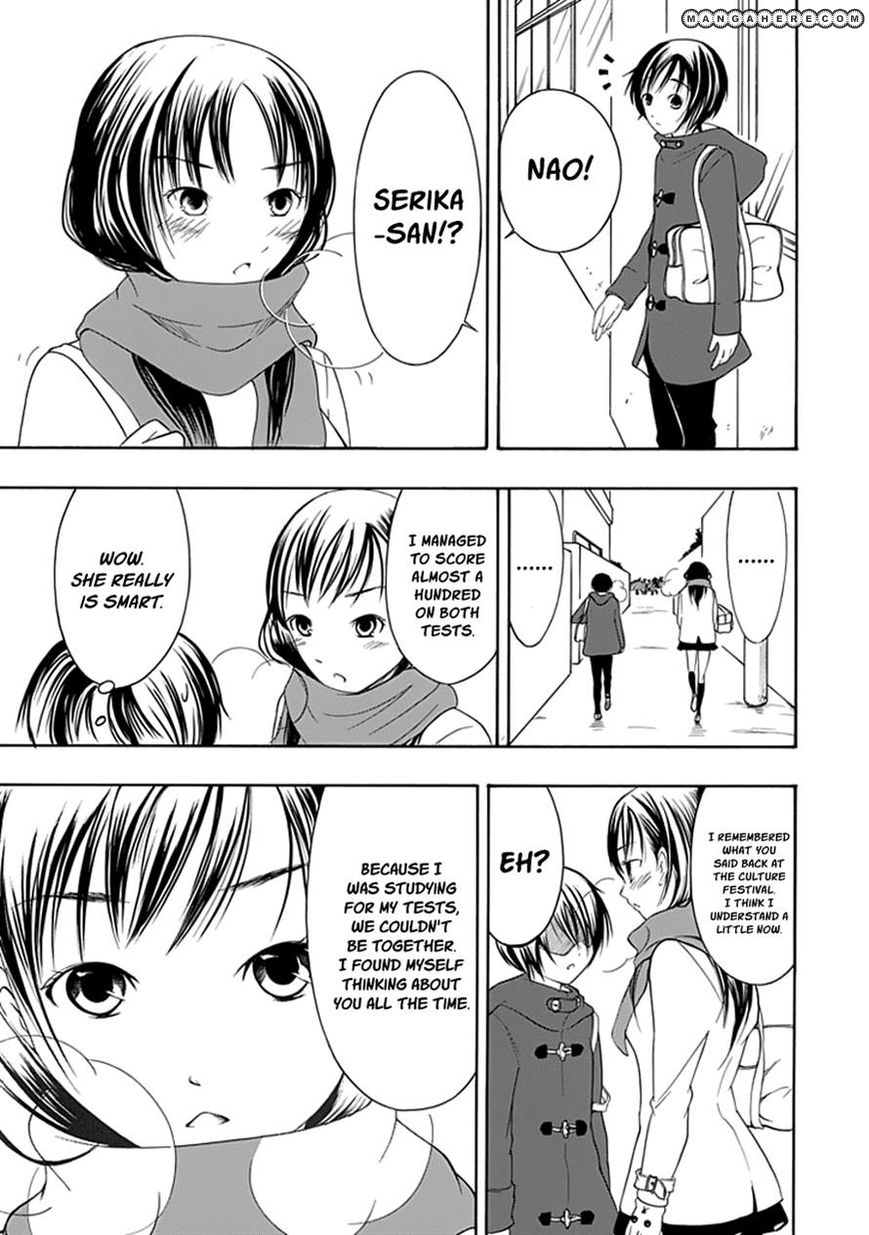 MANGAHERE.COM
NAO!
SERIKA
-SAN!?
.......
.......
I MANAGED
TO SCORE
ALMOST A
HUNDRED
ON BOTH
TESTS.
WOW.
SHE REALLY
IS SMART.
I REMEMBERED
WHAT YOU
SAID BACK AT
THE CULTURE
FESTIVAL.
I THINK I
UNDERSTAND A
LITTLE NOW.
EH?
BECAUSE I
WAS STUDYING
FOR MY TESTS,
WE COULDN'T
BE TOGETHER.
I FOUND MYSELF
THINKING ABOUT
YOU ALL THE TIME.